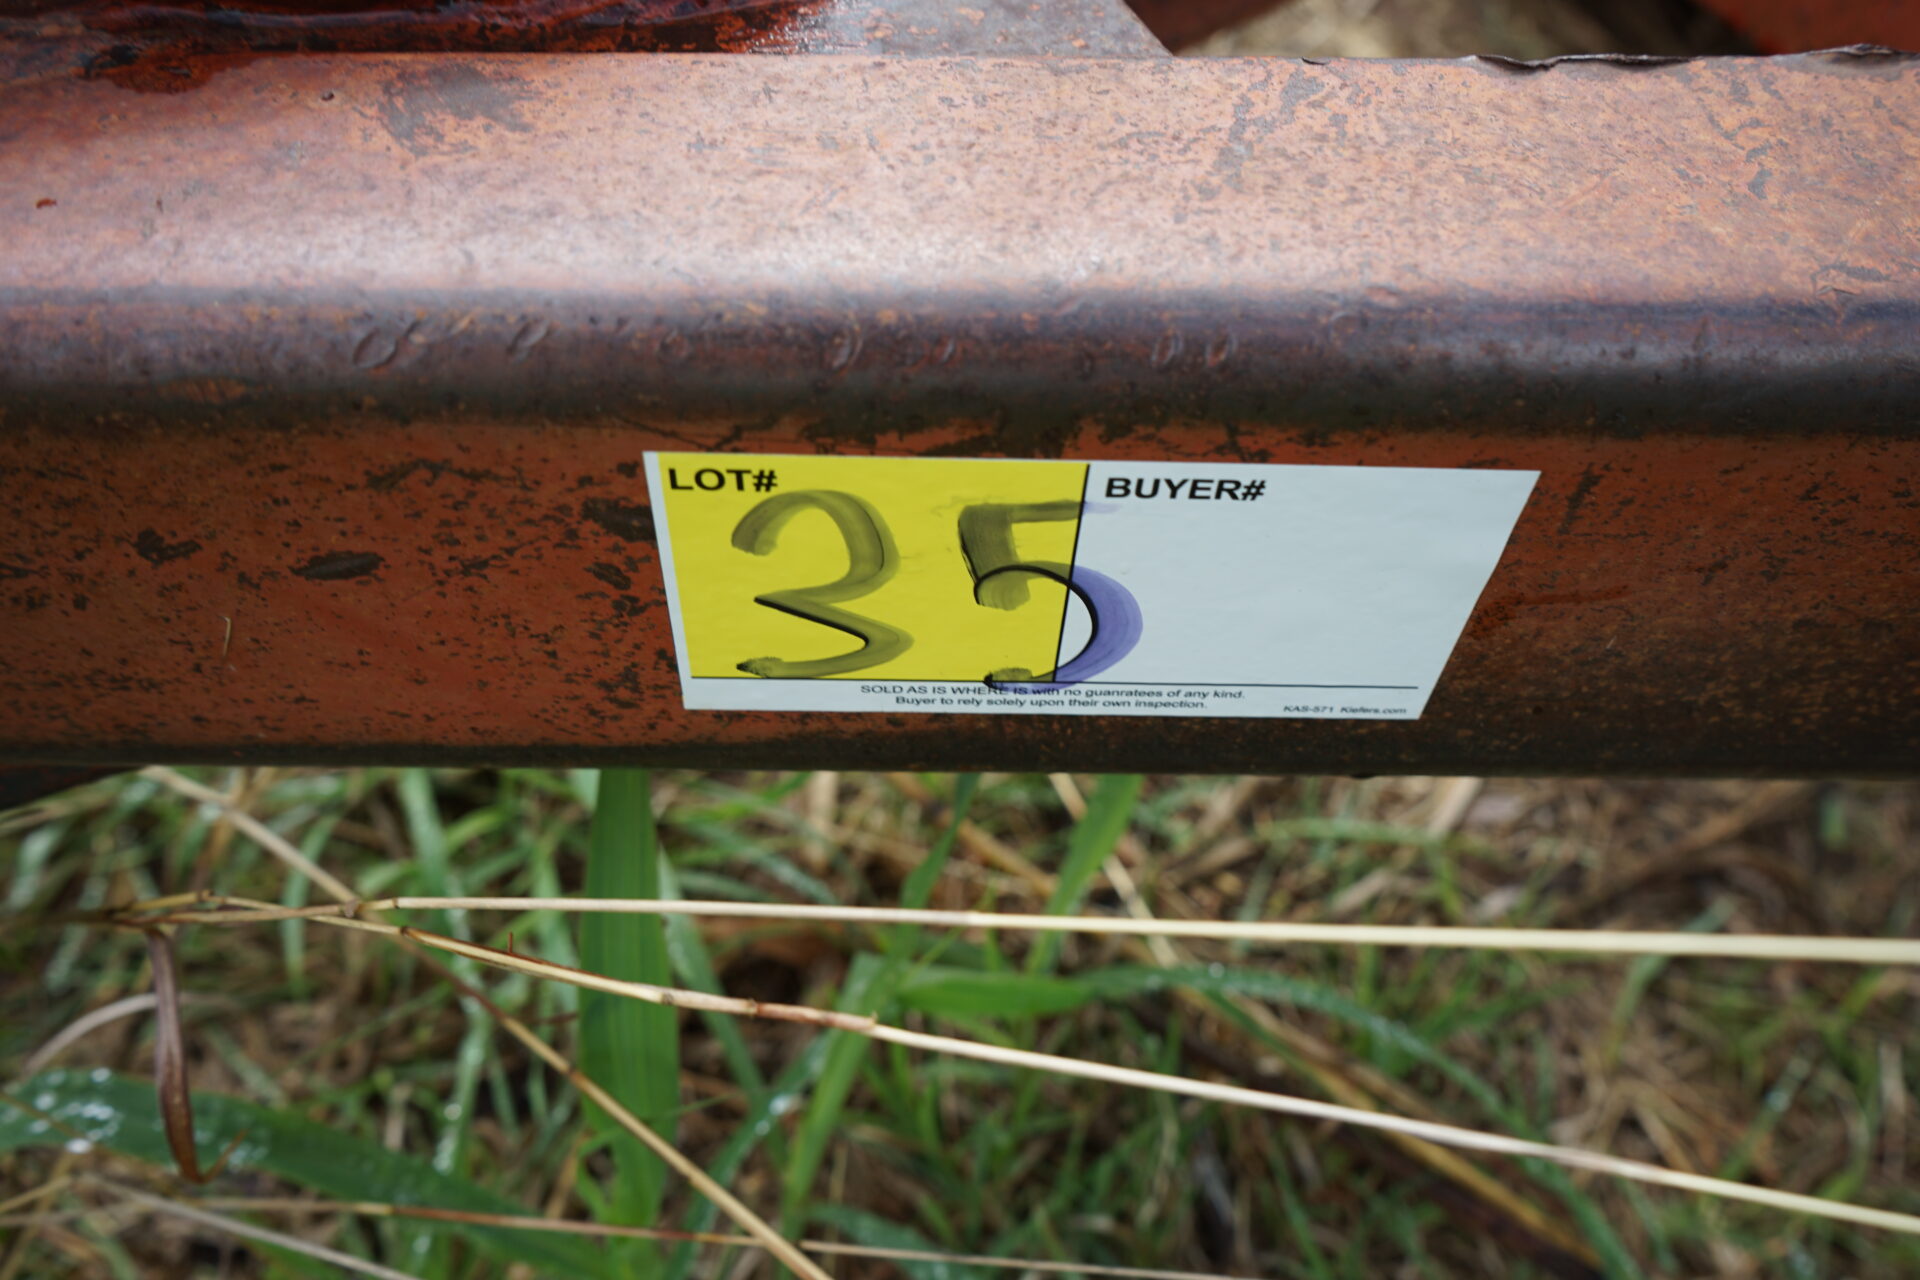 LOT# BUYER#
35
SOLD AS IS WHERE IS with no guanratees of any kind.
Buyer to rely solely upon their own inspection.
KAS-571 Kiefers.com